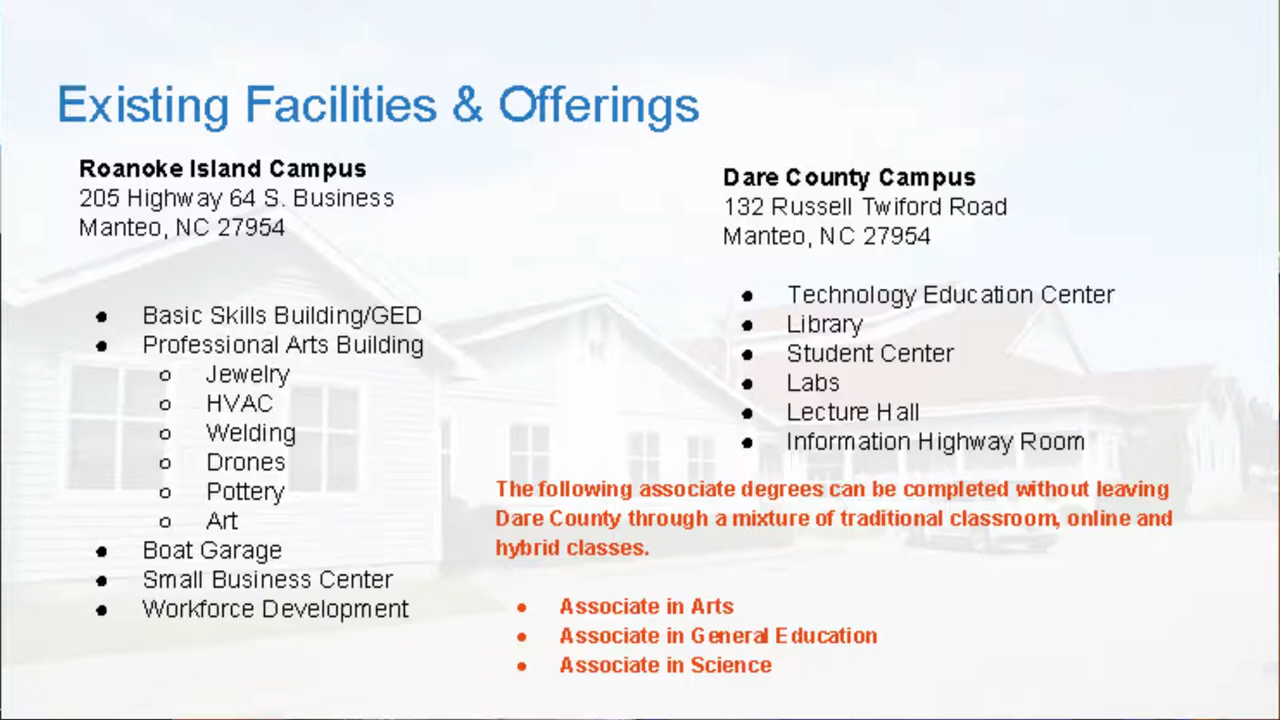 Existing Facilities & Offerings
Roanoke Island Campus
205 Highway 64 S. Business
Manteo, NC 27954
● Basic Skills Building/GED
● Professional Arts Building
o Jewelry
o HVAC
o Welding
o Drones
o Pottery
o Art
● Boat Garage
● Small Business Center
● Workforce Development
Dare County Campus
132 Russell Twiford Road
Manteo, NC 27954
● Technology Education Center
● Library
● Student Center
● Labs
● Lecture Hall
● Information Highway Room
The following associate degrees can be completed without leaving
Dare County through a mixture of traditional classroom, online and
hybrid classes.
● Associate in Arts
● Associate in General Education
● Associate in Science